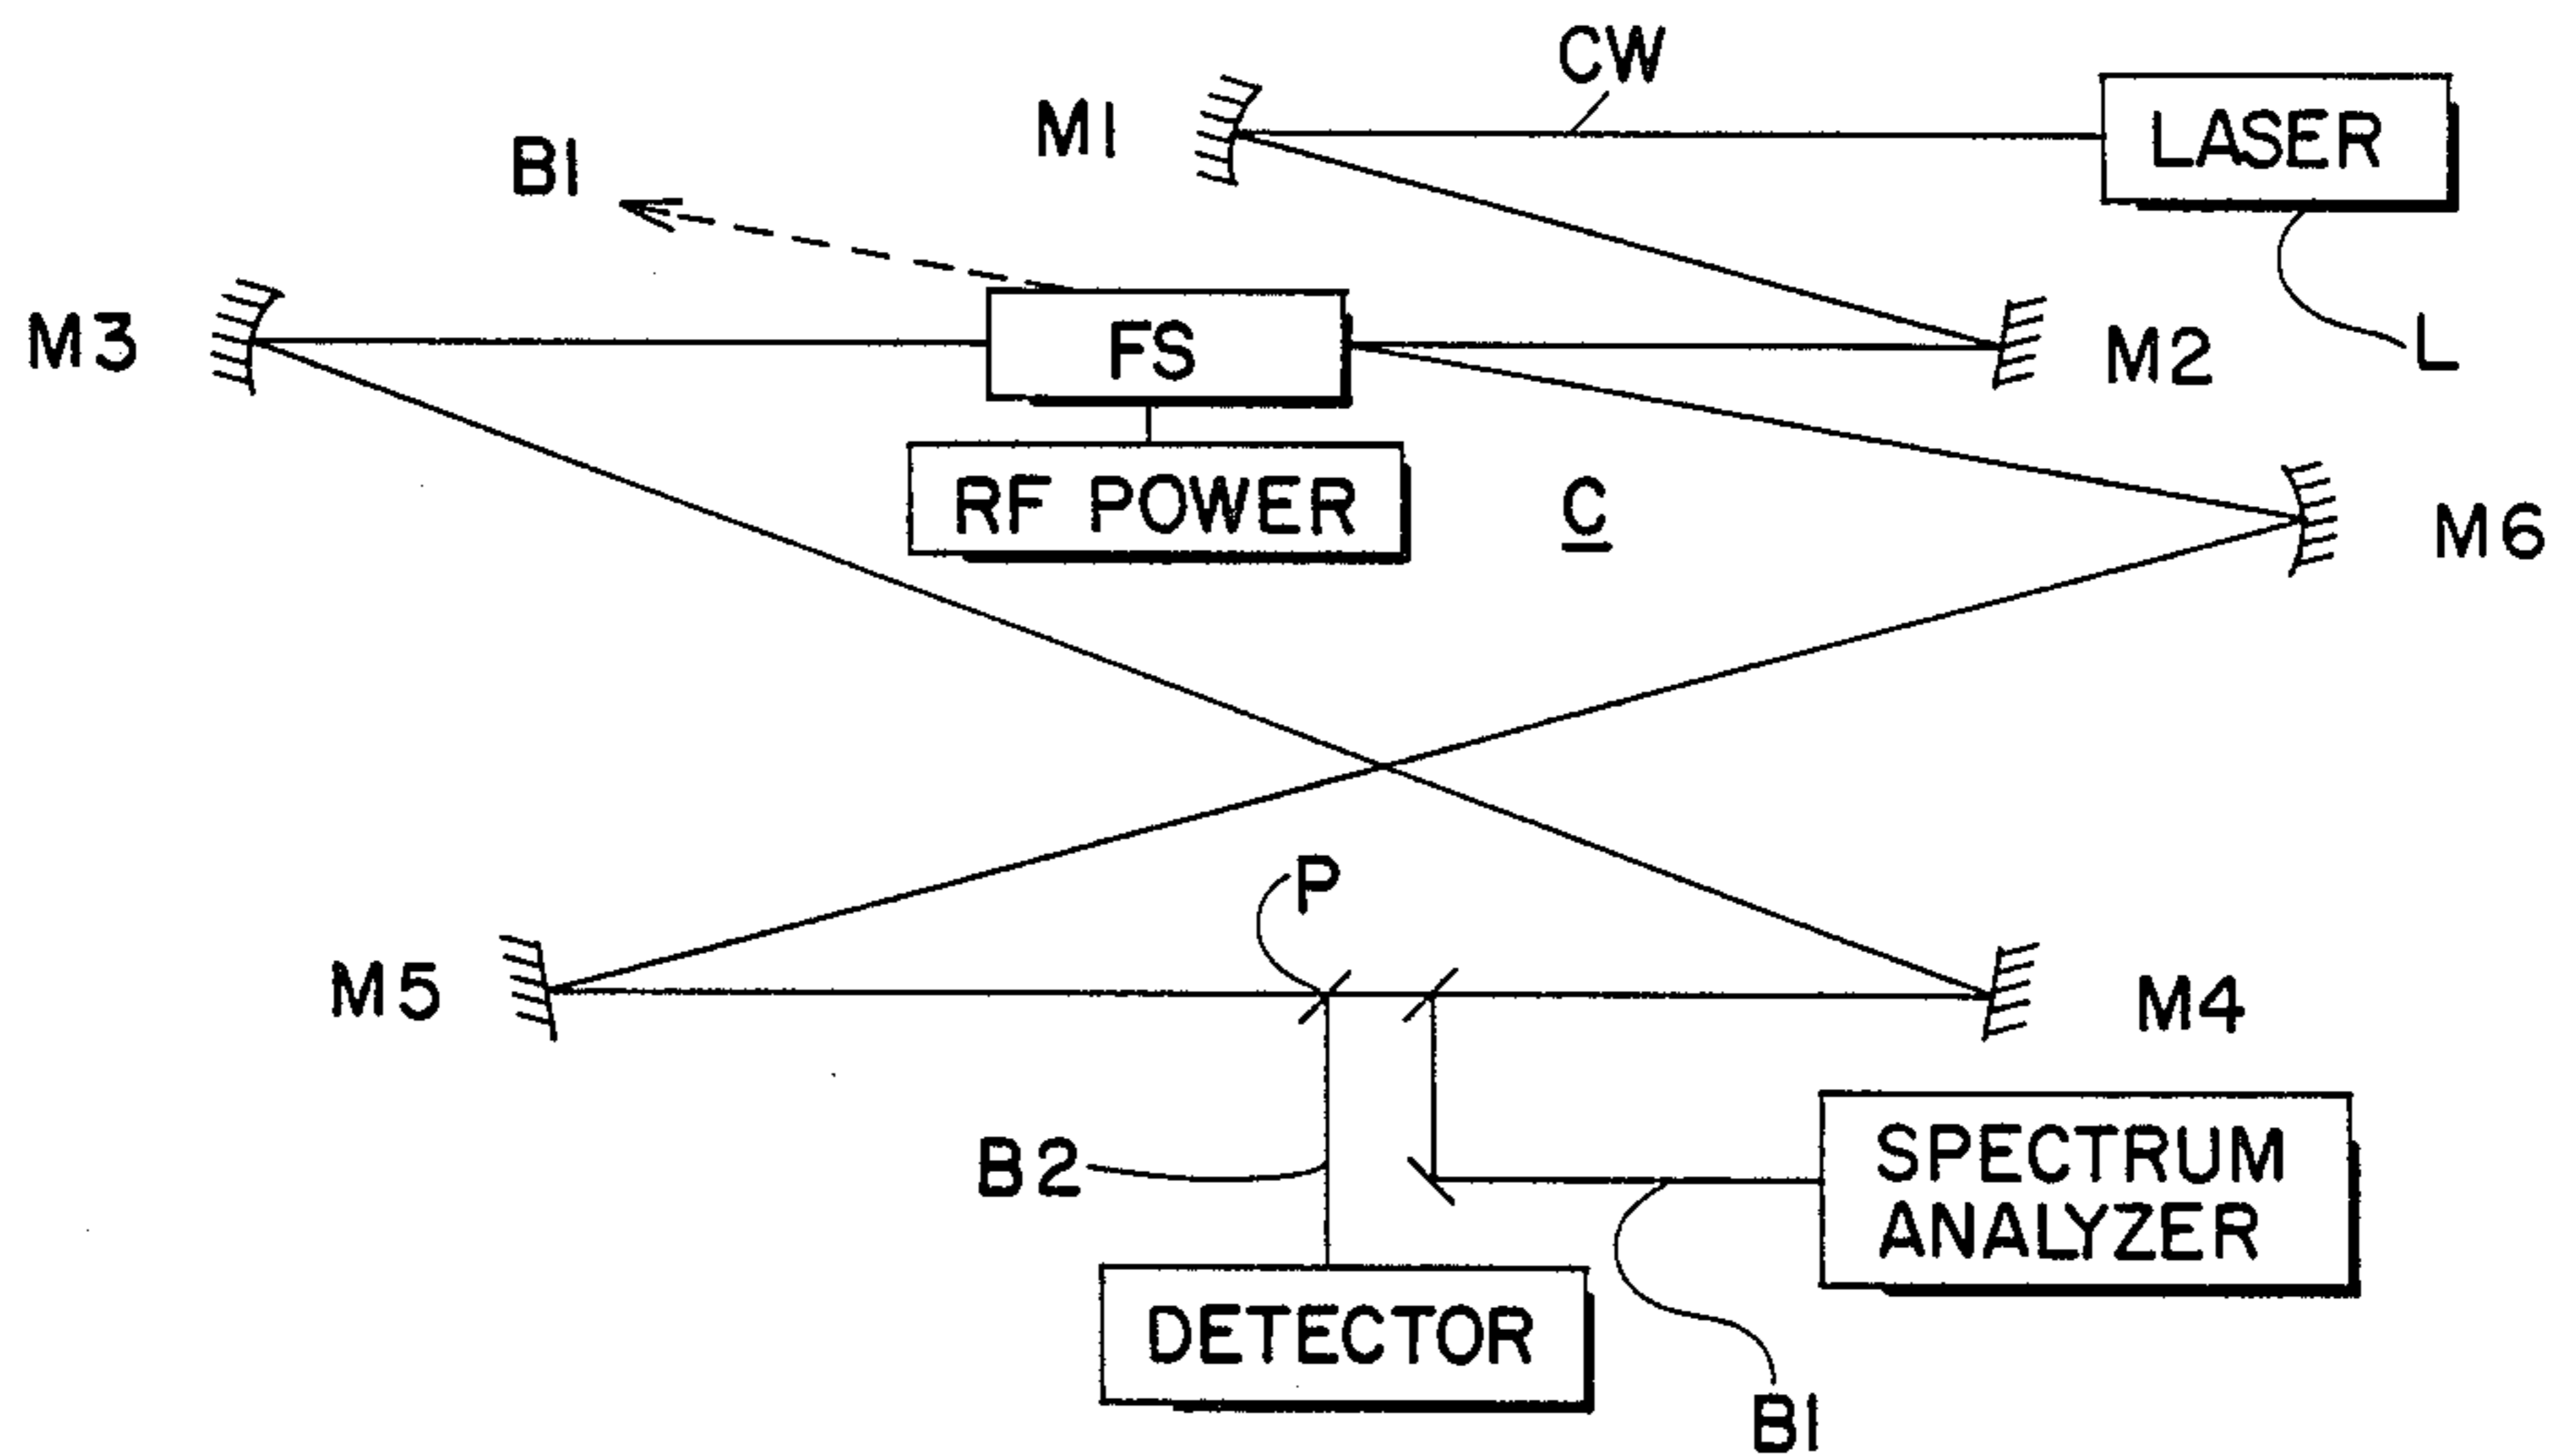 CW
M1
LASER
B1
M3
FS
M2
L
RF POWER
C
M6
P
M5
M4
B2
SPECTRUM
ANALYZER
DETECTOR
B1